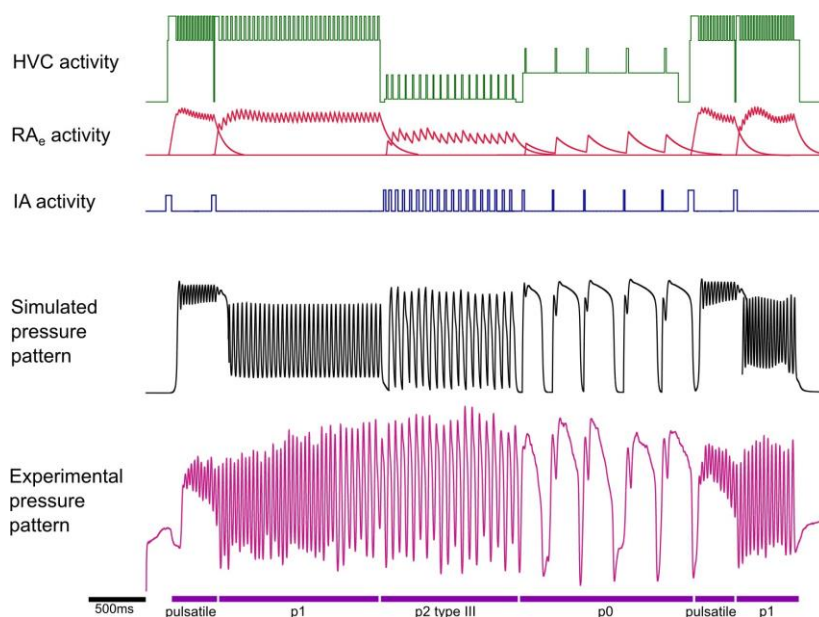 HVC activity
RAe activity
IA activity
Simulated
pressure
pattern
Experimental
pressure
pattern
500ms
pulsatile p1 p2 type III p0 pulsatile p1